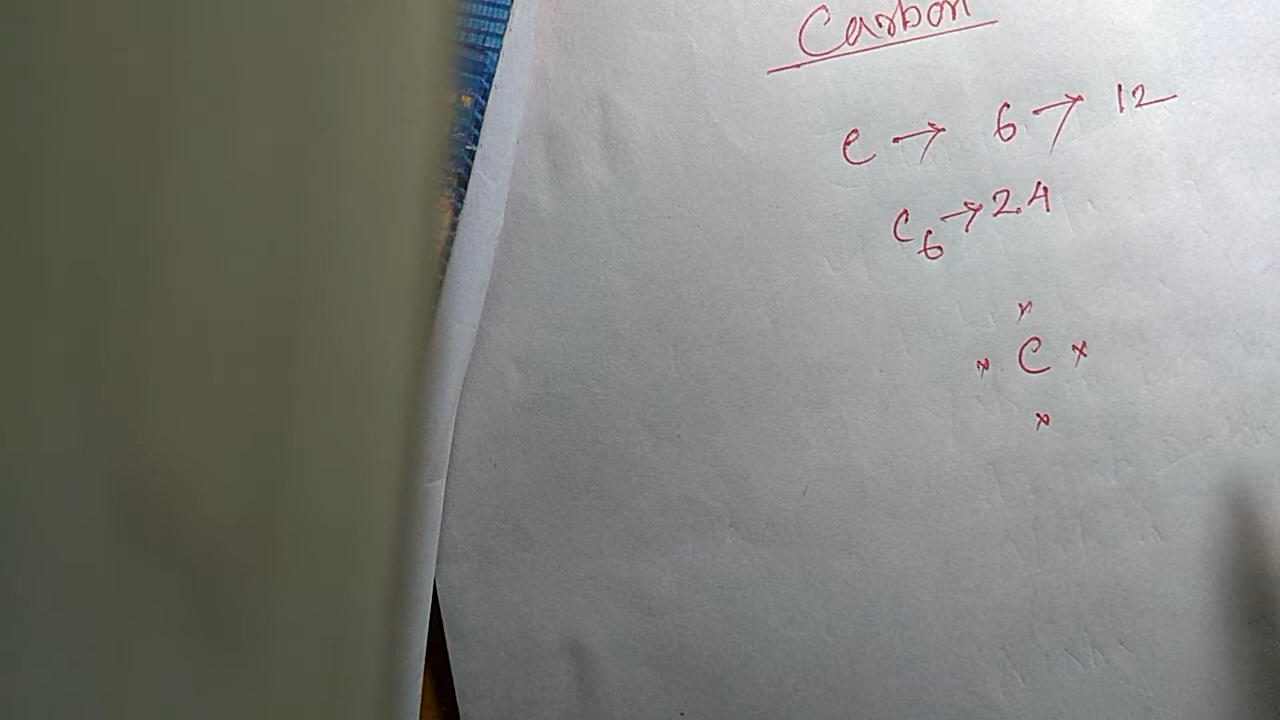 Carbon
C → 6 → 12
C6 → 2.4
x
x C x
x